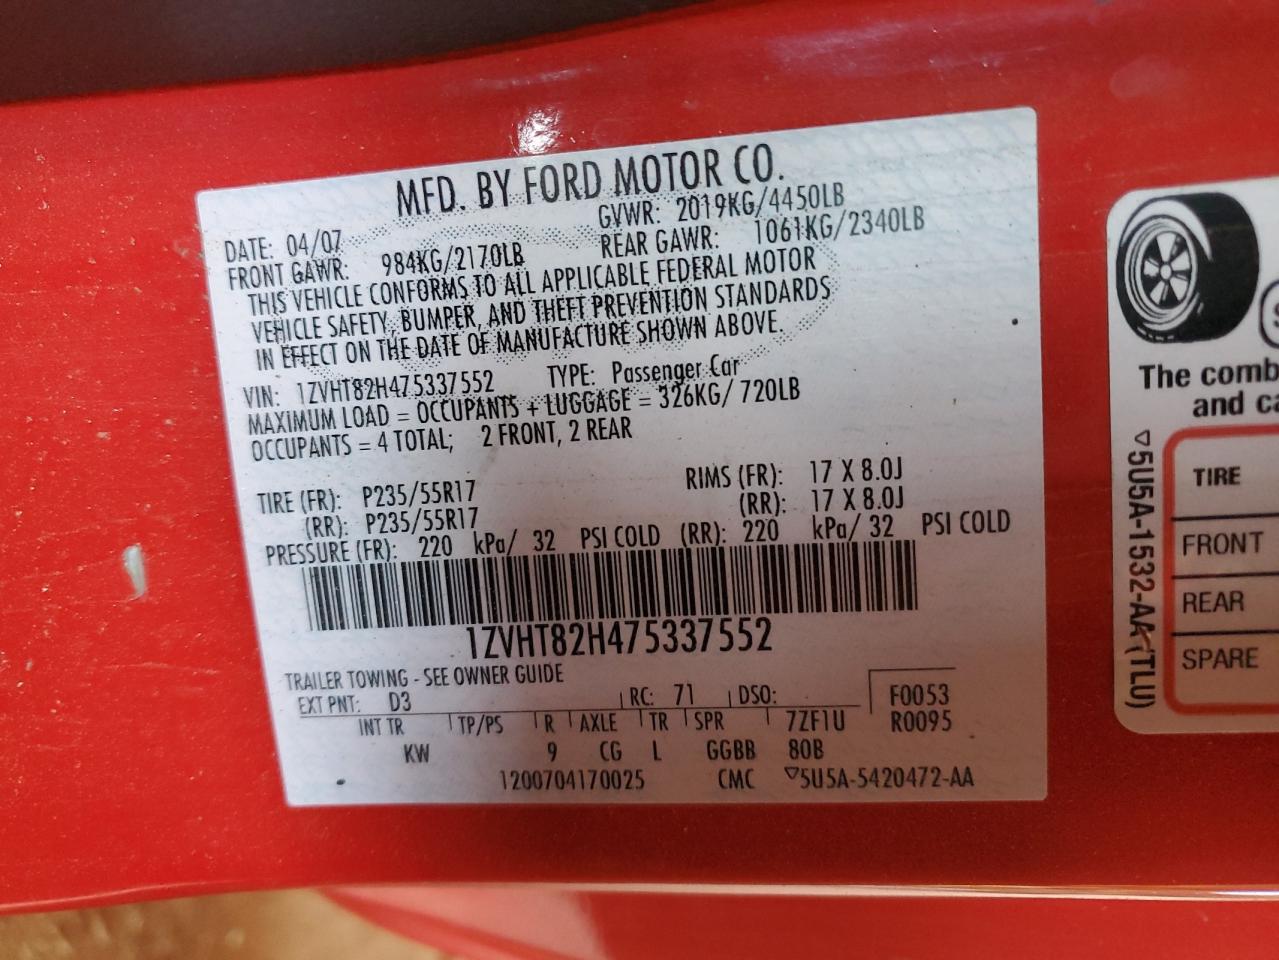 MFD. BY FORD MOTOR CO.
DATE: 04/07 GVWR: 2019KG/4450LB
FRONT GAWR: 984KG/2170LB REAR GAWR: 1061KG/2340LB
THIS VEHICLE CONFORMS TO ALL APPLICABLE FEDERAL MOTOR
VEHICLE SAFETY, BUMPER, AND THEFT PREVENTION STANDARDS
IN EFFECT ON THE DATE OF MANUFACTURE SHOWN ABOVE.
VIN: 1ZVHT82H475337552 TYPE: Passenger Car
MAXIMUM LOAD = OCCUPANTS + LUGGAGE = 326KG/ 720LB
OCCUPANTS = 4 TOTAL; 2 FRONT, 2 REAR
TIRE (FR): P235/55R17 RIMS (FR): 17 X 8.0J
(RR): P235/55R17 (RR): 17 X 8.0J
PRESSURE (FR): 220 kPa/ 32 PSI COLD (RR): 220 kPa/ 32 PSI COLD
1ZVHT82H475337552
TRAILER TOWING - SEE OWNER GUIDE
EXT PNT: D3 RC: 71 DSO: F0053
INT TR TP/PS R AXLE TR SPR 7ZF1U R0095
KW 9 CG L GGBB 80B
1200704170025 CMC ▽5U5A-5420472-AA
The comb
and ca
▽5U5A-1532-AA (TLU)
TIRE
FRONT
REAR
SPARE